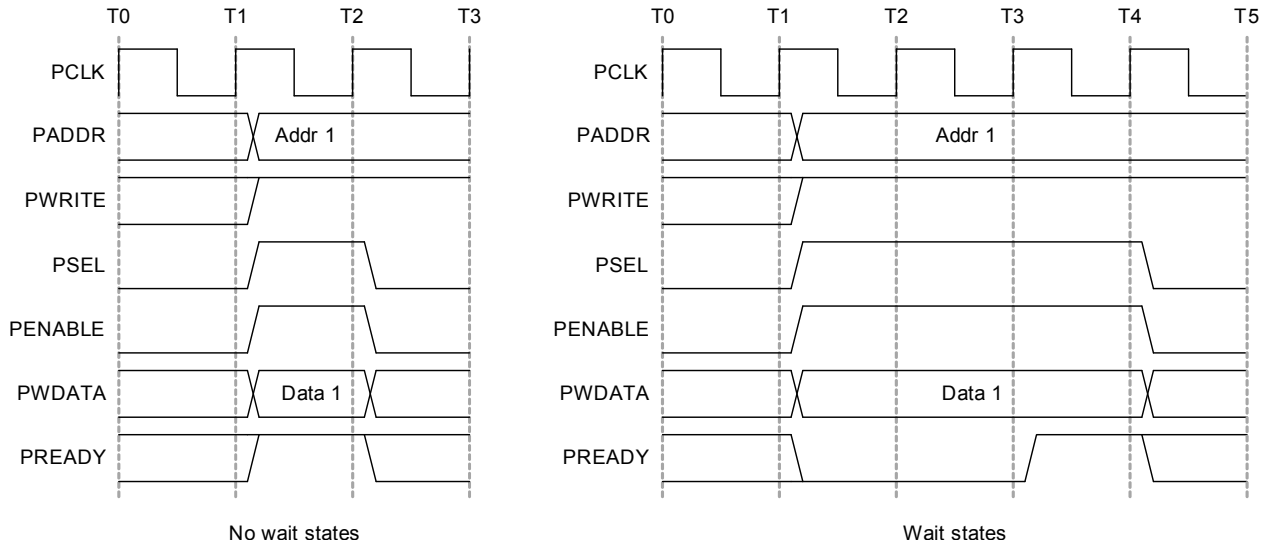 T0 T1 T2 T3
PCLK
PADDR Addr 1
PWRITE
PSEL
PENABLE
PWDATA Data 1
PREADY
No wait states
T0 T1 T2 T3 T4 T5
PCLK
PADDR Addr 1
PWRITE
PSEL
PENABLE
PWDATA Data 1
PREADY
Wait states